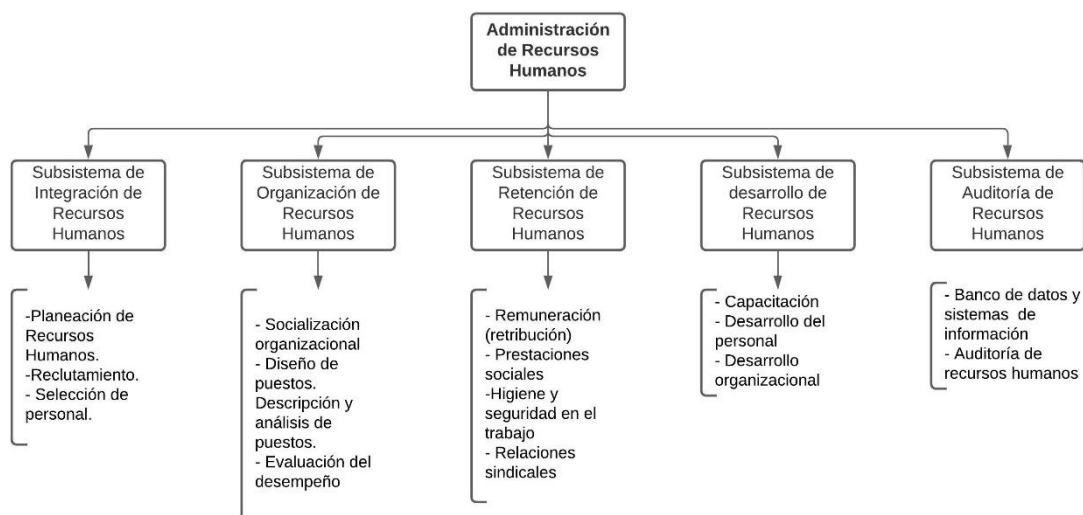 Administración
de Recursos
Humanos
Subsistema de
Integración de
Recursos
Humanos
Subsistema de
Organización de
Recursos
Humanos
Subsistema de
Retención de
Recursos
Humanos
Subsistema de
desarrollo de
Recursos
Humanos
Subsistema de
Auditoría de
Recursos
Humanos
-Planeación de
Recursos
Humanos.
-Reclutamiento.
- Selección de
personal.
- Socialización
organizacional
- Diseño de
puestos.
Descripción y
análisis de
puestos.
- Evaluación del
desempeño
- Remuneración
(retribución)
- Prestaciones
sociales
-Higiene y
seguridad en el
trabajo
- Relaciones
sindicales
- Capacitación
- Desarrollo del
personal
- Desarrollo
organizacional
- Banco de datos y
sistemas de
información
- Auditoría de
recursos humanos